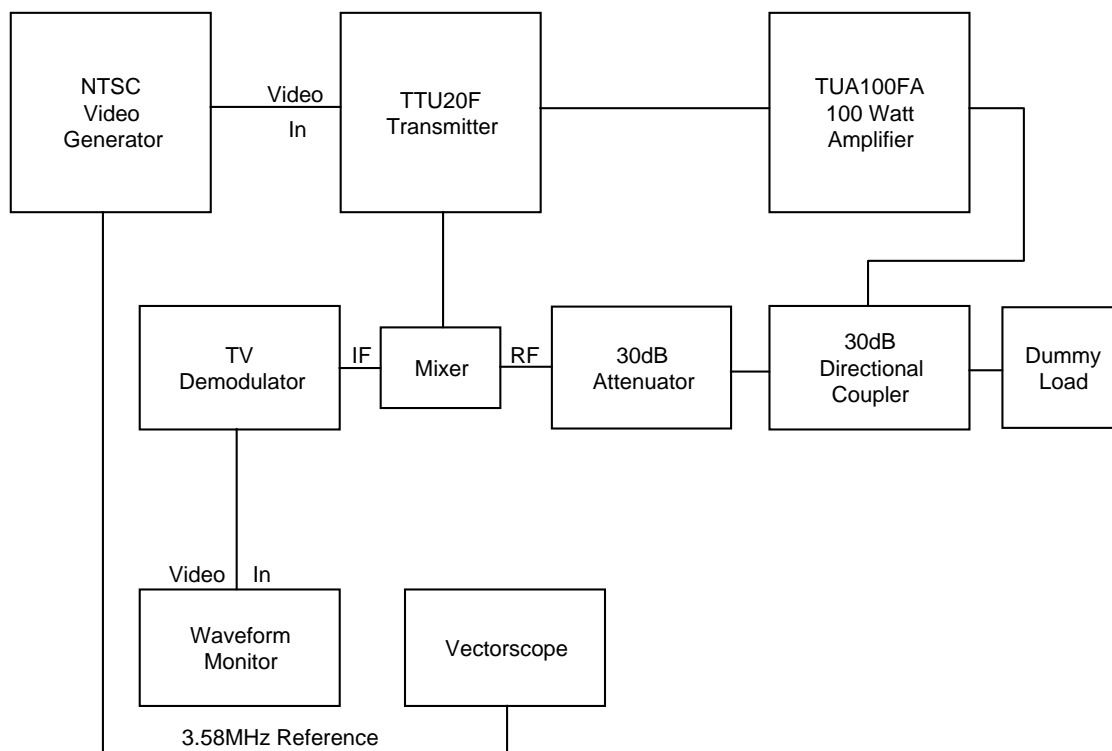 NTSC
Video
Generator
Video
In
TTU20F
Transmitter
TUA100FA
100 Watt
Amplifier
TV
Demodulator
IF
Mixer
RF
30dB
Attenuator
30dB
Directional
Coupler
Dummy
Load
Video In
Waveform
Monitor
Vectorscope
3.58MHz Reference